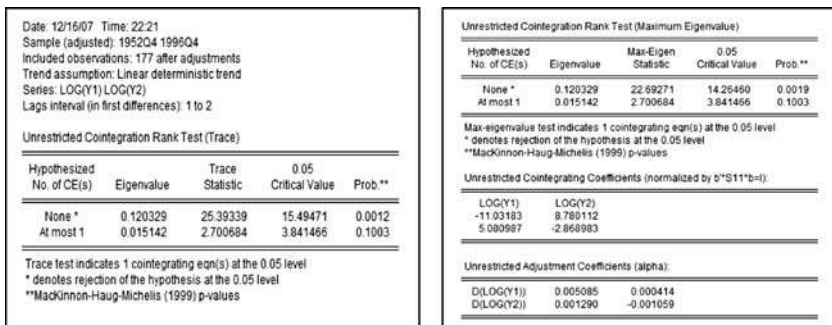 Date: 12/16/07 Time: 22:21
Sample (adjusted): 1952Q4 1996Q4
Included observations: 177 after adjustments
Trend assumption: Linear deterministic trend
Series: LOG(Y1) LOG(Y2)
Lags interval (in first differences): 1 to 2
Unrestricted Cointegration Rank Test (Trace)
Hypothesized Trace 0.05
No. of CE(s) Eigenvalue Statistic Critical Value Prob.**
None * 0.120329 25.39339 15.49471 0.0012
At most 1 0.015142 2.700684 3.841466 0.1003
Trace test indicates 1 cointegrating eqn(s) at the 0.05 level
* denotes rejection of the hypothesis at the 0.05 level
**MacKinnon-Haug-Michelis (1999) p-values
Unrestricted Cointegration Rank Test (Maximum Eigenvalue)
Hypothesized Max-Eigen 0.05
No. of CE(s) Eigenvalue Statistic Critical Value Prob.**
None * 0.120329 22.69271 14.26460 0.0019
At most 1 0.015142 2.700684 3.841466 0.1003
Max-eigenvalue test indicates 1 cointegrating eqn(s) at the 0.05 level
* denotes rejection of the hypothesis at the 0.05 level
**MacKinnon-Haug-Michelis (1999) p-values
Unrestricted Cointegrating Coefficients (normalized by b'*S11*b=I):
LOG(Y1) LOG(Y2)
-11.03183 8.780112
5.080987 -2.868983
Unrestricted Adjustment Coefficients (alpha):
D(LOG(Y1)) 0.005085 0.000414
D(LOG(Y2)) 0.001290 -0.001059